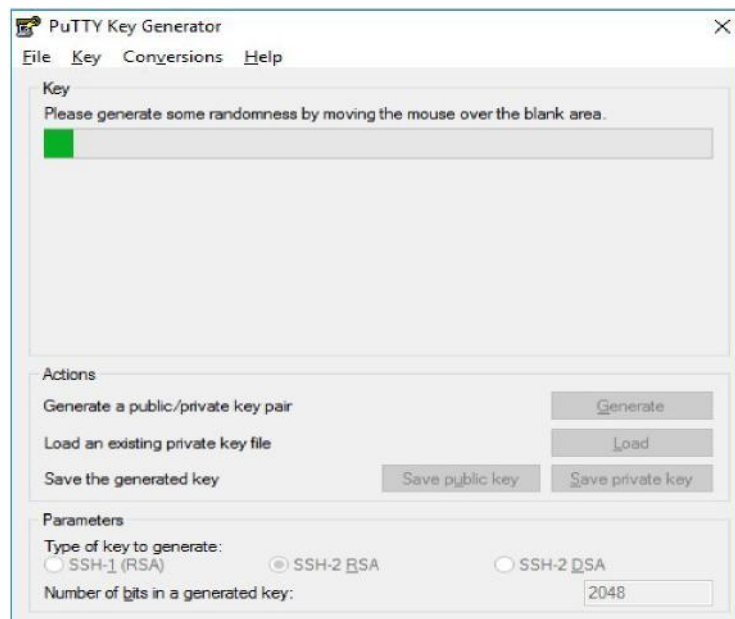 PuTTY Key Generator
File Key Conversions Help
Key
Please generate some randomness by moving the mouse over the blank area.
Actions
Generate a public/private key pair Generate
Load an existing private key file Load
Save the generated key Save public key Save private key
Parameters
Type of key to generate:
SSH-1 (RSA) SSH-2 RSA SSH-2 DSA
Number of bits in a generated key: 2048